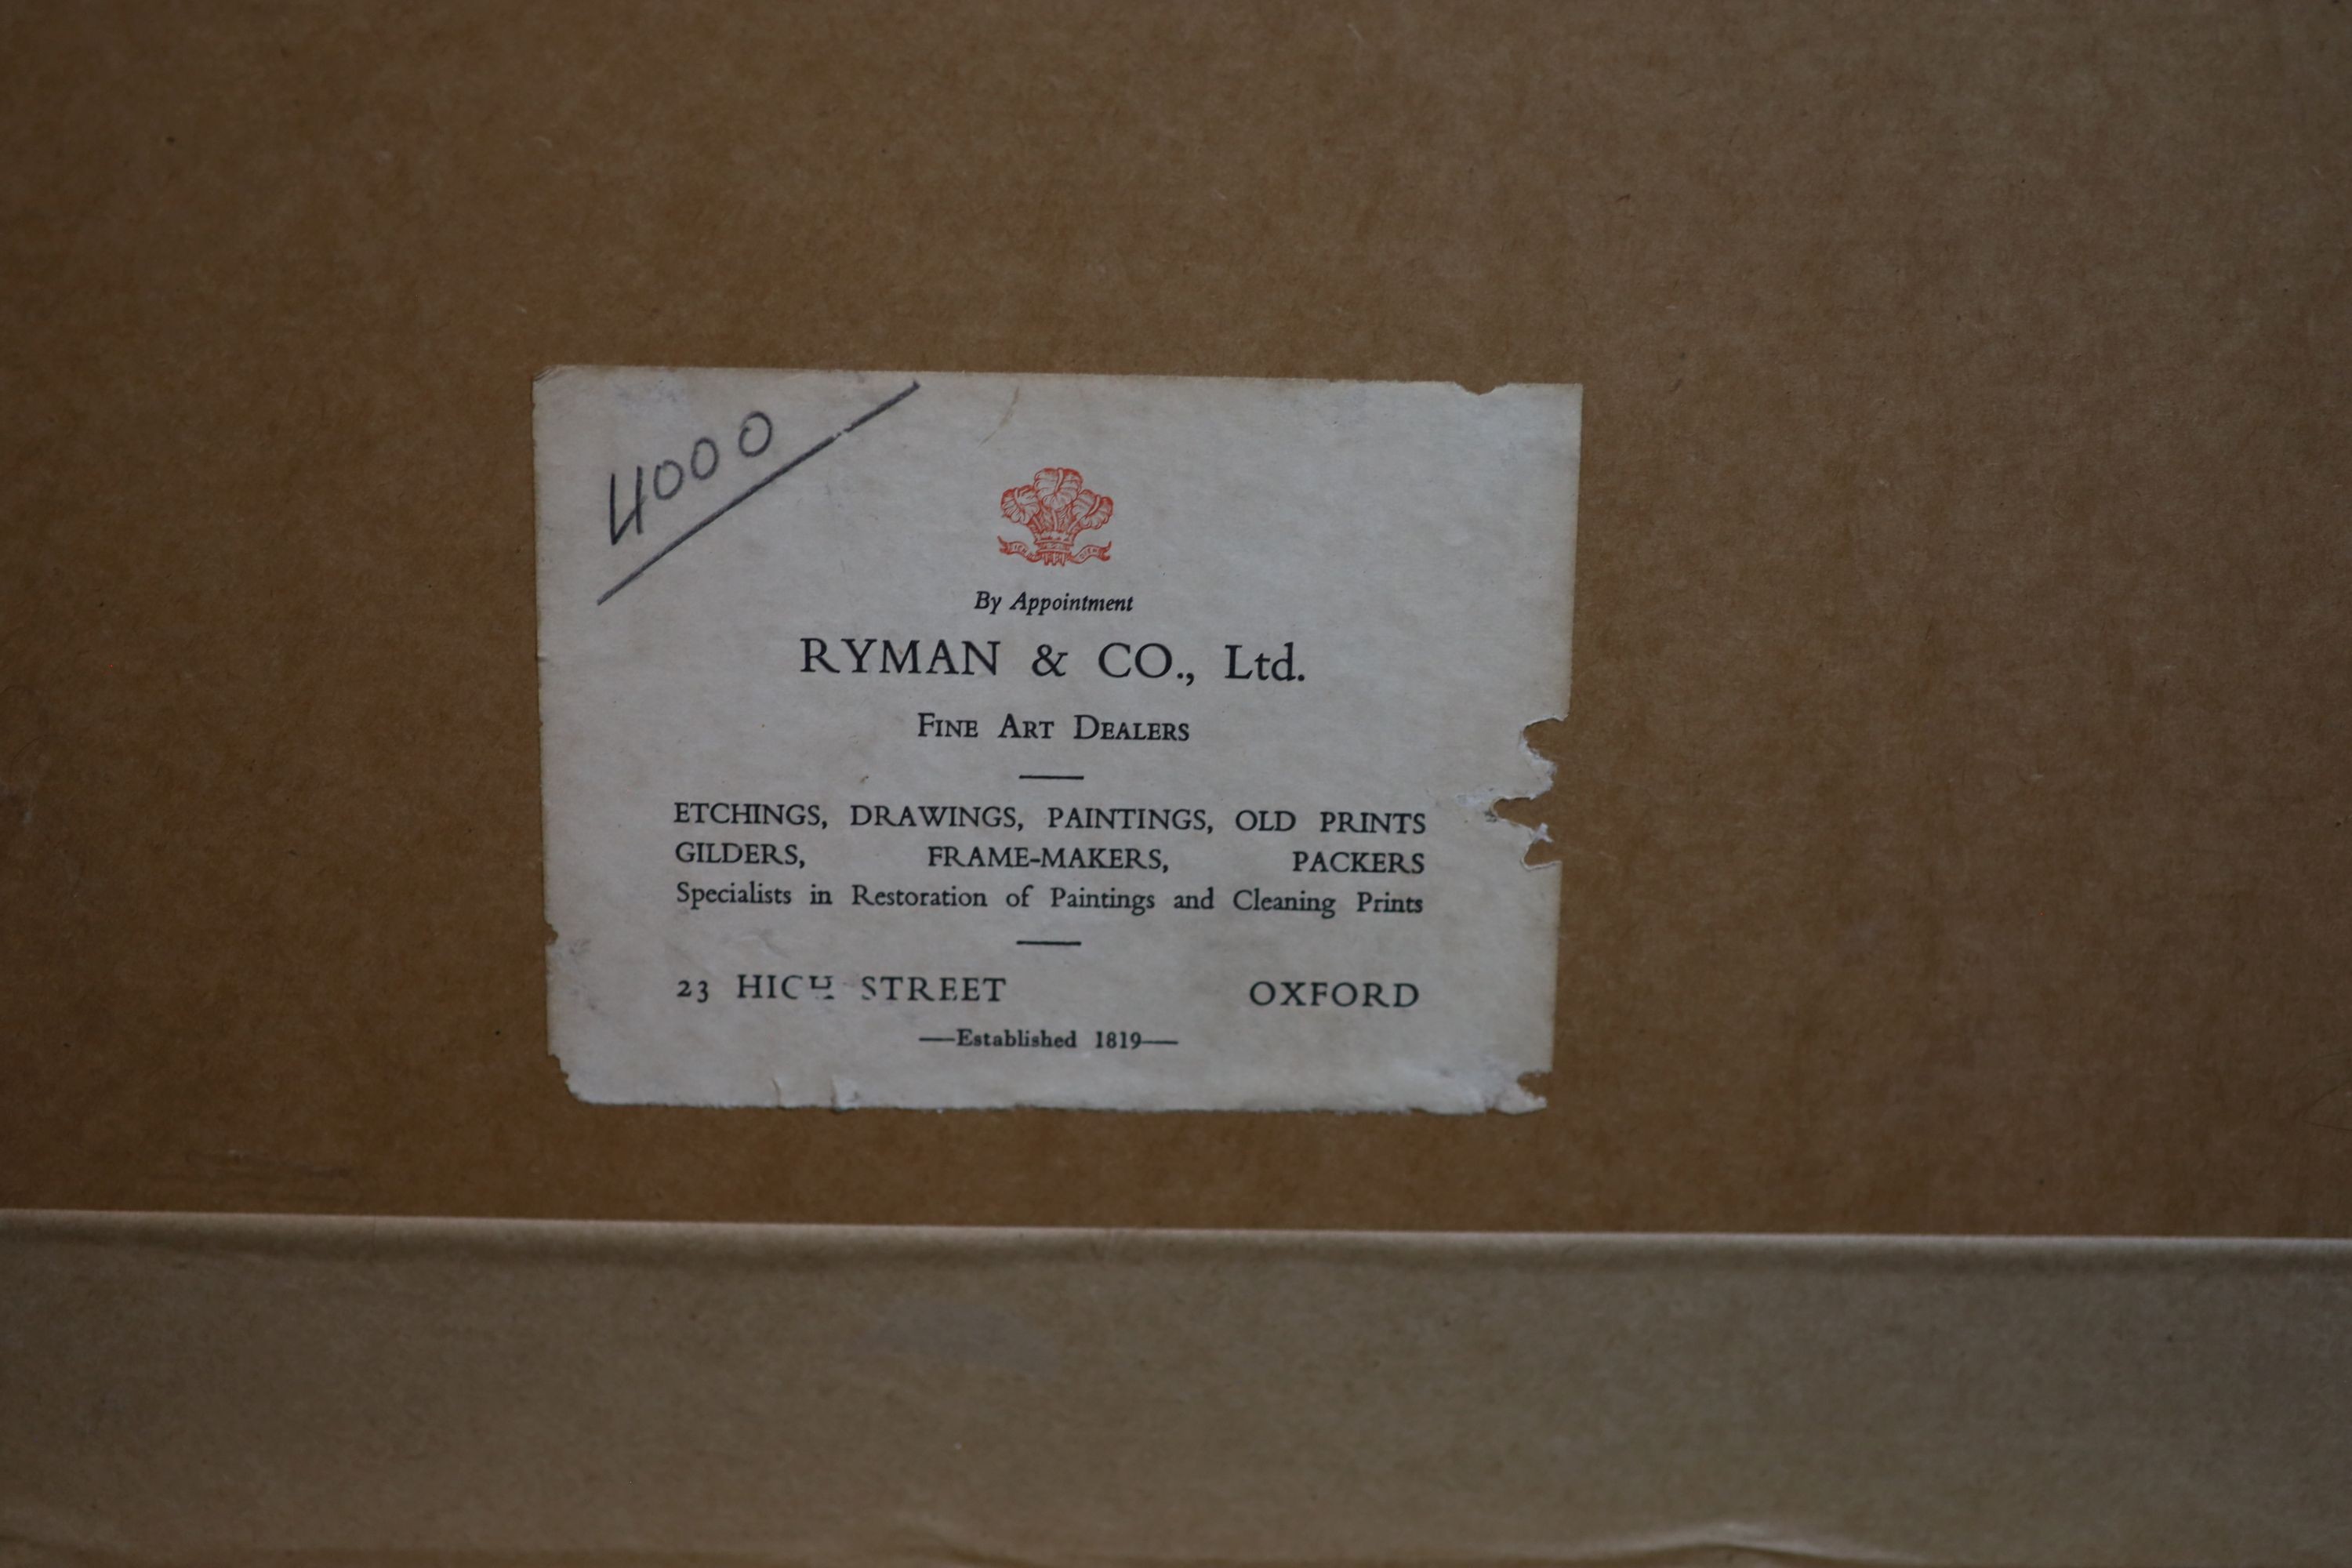 4000
By Appointment
RYMAN & CO., Ltd.
FINE ART DEALERS
ETCHINGS, DRAWINGS, PAINTINGS, OLD PRINTS
GILDERS, FRAME-MAKERS, PACKERS
Specialists in Restoration of Paintings and Cleaning Prints
23 HIGH STREET OXFORD
—Established 1819—